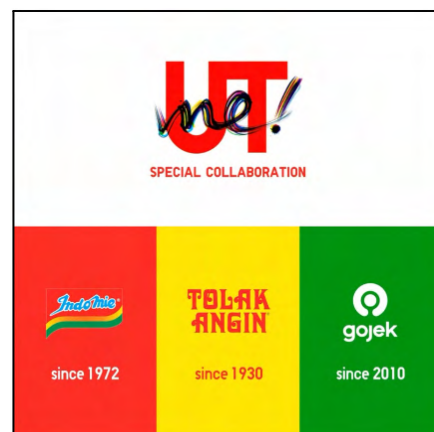 UT
me!
SPECIAL COLLABORATION
Indomie
TOLAK
ANGIN
gojek
since 1972
since 1930
since 2010